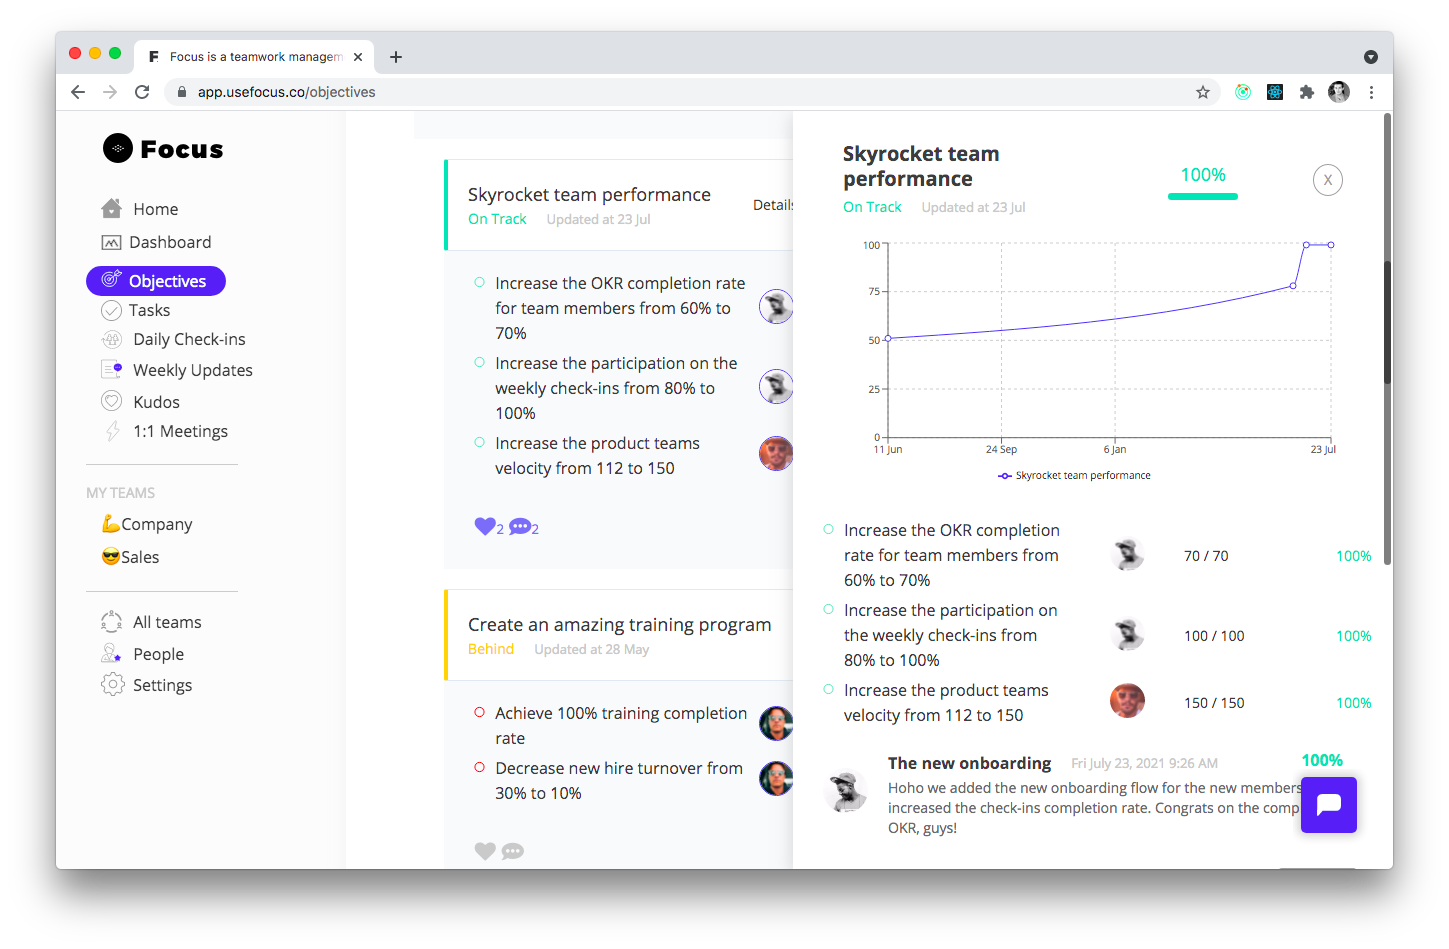 Focus is a teamwork managem
app.usefocus.co/objectives
Focus
Home
Dashboard
Objectives
Tasks
Daily Check-ins
Weekly Updates
Kudos
1:1 Meetings
MY TEAMS
Company
Sales
All teams
People
Settings
Skyrocket team performance
On Track Updated at 23 Jul
Details
Increase the OKR completion rate
for team members from 60% to
70%
Increase the participation on the
weekly check-ins from 80% to
100%
Increase the product teams
velocity from 112 to 150
2 2
Create an amazing training program
Behind Updated at 28 May
Achieve 100% training completion
rate
Decrease new hire turnover from
30% to 10%
Skyrocket team
performance
On Track Updated at 23 Jul
100%
X
100
75
50
25
0
11 Jun 24 Sep 6 Jan 23 Jul
Skyrocket team performance
Increase the OKR completion
rate for team members from
60% to 70%
70 / 70 100%
Increase the participation on
the weekly check-ins from
80% to 100%
100 / 100 100%
Increase the product teams
velocity from 112 to 150
150 / 150 100%
The new onboarding Fri July 23, 2021 9:26 AM 100%
Hoho we added the new onboarding flow for the new members
increased the check-ins completion rate. Congrats on the comp
OKR, guys!